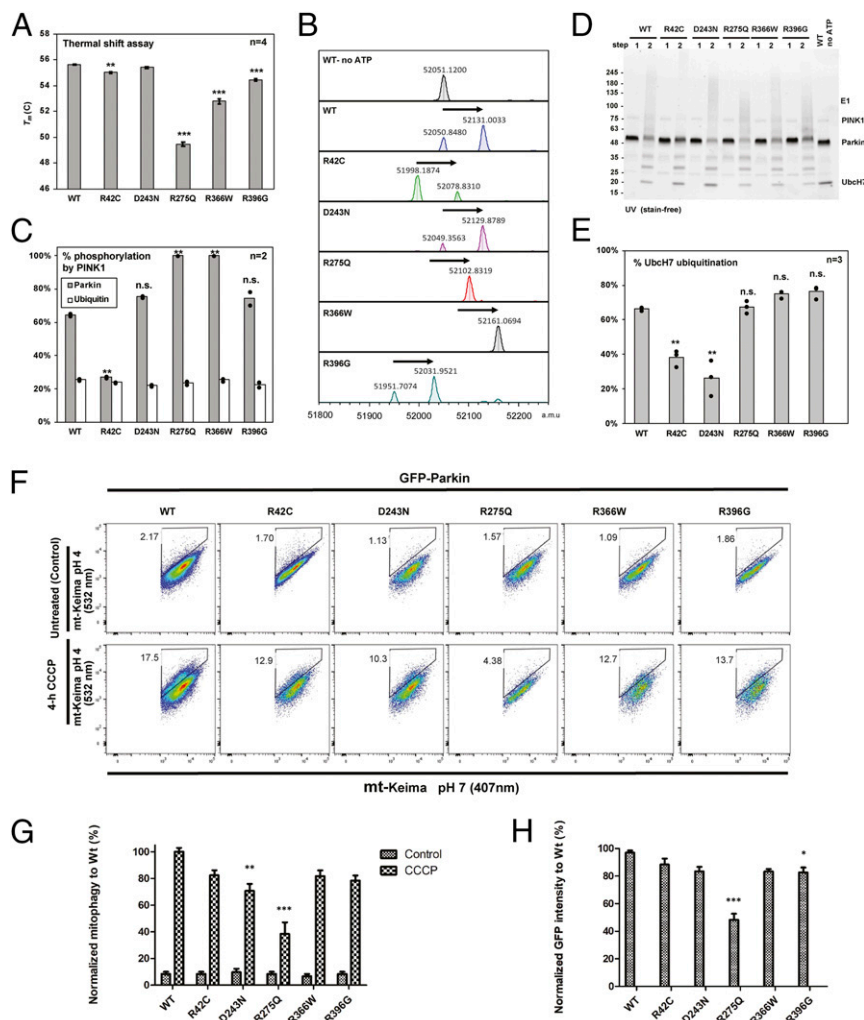 A
Thermal shift assay
n=4
Tm (C)
58
56
54
52
50
48
46
**
***
***
***
WT
R42C
D243N
R275Q
R366W
R396G
B
WT- no ATP
52051.1200
WT
52131.0033
52050.8480
R42C
51998.1874
52078.8310
D243N
52129.8789
52049.3563
R275Q
52102.8319
R366W
52161.0694
R396G
52031.9521
51951.7074
51800
51900
52000
52100
52200
a.m.u
C
% phosphorylation
by PINK1
n=2
Parkin
Ubiquitin
100%
80%
60%
40%
20%
0%
**
n.s.
**
**
n.s.
WT
R42C
D243N
R275Q
R366W
R396G
D
WT R42C D243N R275Q R366W R396G
WT
no ATP
step 1 2 1 2 1 2 1 2 1 2 1 2
245
180
135
100
75
63
48
35
25
20
15
E1
PINK1
Parkin
UbcH7
UV (stain-free)
E
% UbcH7 ubiquitination
n=3
100%
80%
60%
40%
20%
0%
**
**
n.s.
n.s.
n.s.
WT
R42C
D243N
R275Q
R366W
R396G
F
GFP-Parkin
WT
R42C
D243N
R275Q
R366W
R396G
Untreated (Control)
mt-Keima pH 4
(532 nm)
2.17
1.70
1.13
1.57
1.09
1.86
4-h CCCP
mt-Keima pH 4
(532 nm)
17.5
12.9
10.3
4.38
12.7
13.7
mt-Keima pH 7 (407nm)
G
Normalized mitophagy to Wt (%)
100
80
60
40
20
0
**
***
Control
CCCP
WT
R42C
D243N
R275Q
R366W
R396G
H
Normalized GFP intensity to Wt (%)
100
80
60
40
20
0
***
*
WT
R42C
D243N
R275Q
R366W
R396G